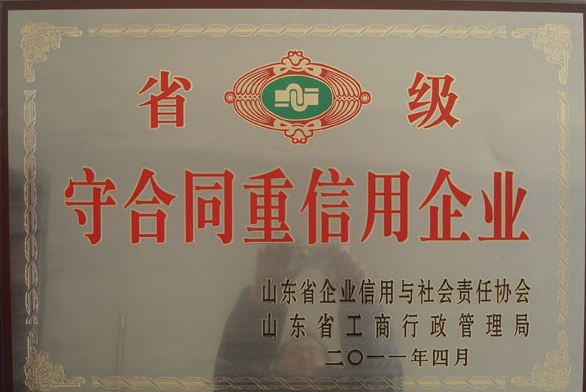 省 级
守合同重信用企业
山东省企业信用与社会责任协会
山东省工商行政管理局
二〇一一年四月